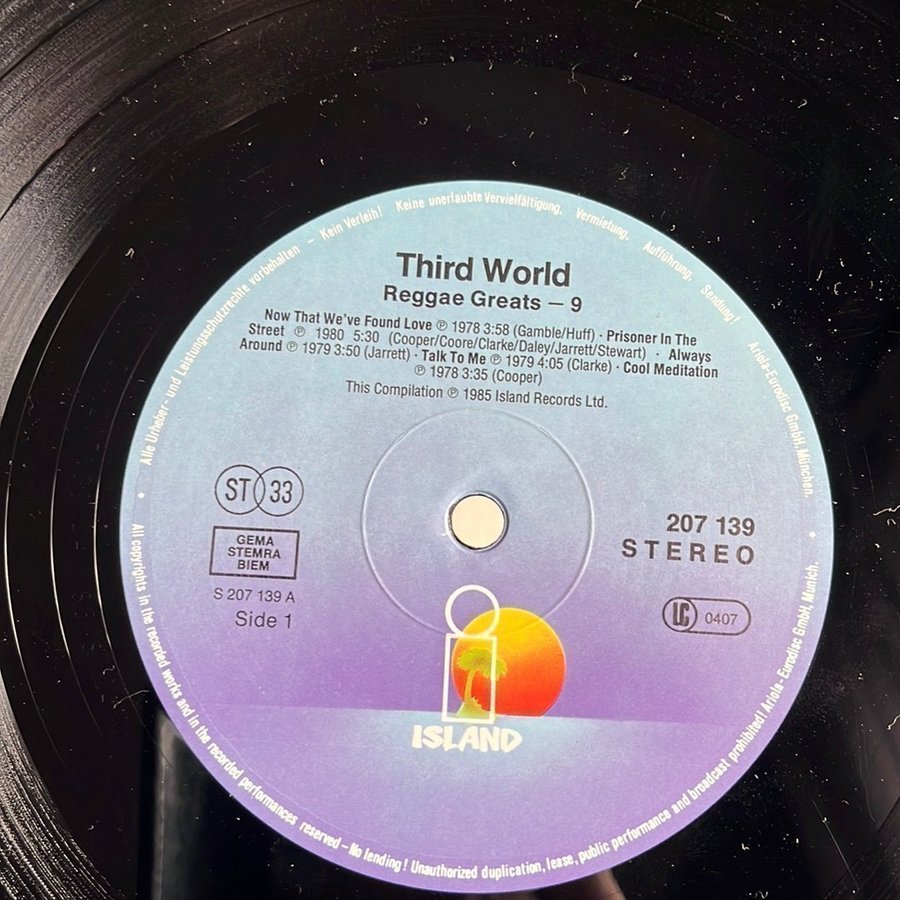 Third World
Reggae Greats – 9
Now That We've Found Love ℗ 1978 3:58 (Gamble/Huff) · Prisoner In The
Street ℗ 1980 5:30 (Cooper/Coore/Clarke/Daley/Jarrett/Stewart) · Always
Around ℗ 1979 3:50 (Jarrett) · Talk To Me ℗ 1979 4:05 (Clarke) · Cool Meditation
℗ 1978 3:35 (Cooper)
This Compilation ℗ 1985 Island Records Ltd.
ST 33
GEMA
STEMRA
BIEM
S 207 139 A
Side 1
207 139
STEREO
LC 0407
ISLAND
Alle Urheber- und Leistungsschutzrechte vorbehalten – Kein Verleih! Keine unerlaubte Vervielfältigung, Vermietung, Aufführung, Sendung! Ariola-Eurodisc GmbH, München.
All copyrights in the recorded works and in the recorded performances reserved – No lending! Unauthorized duplication, lease, public performance and broadcast prohibited! Ariola-Eurodisc GmbH, Munich.